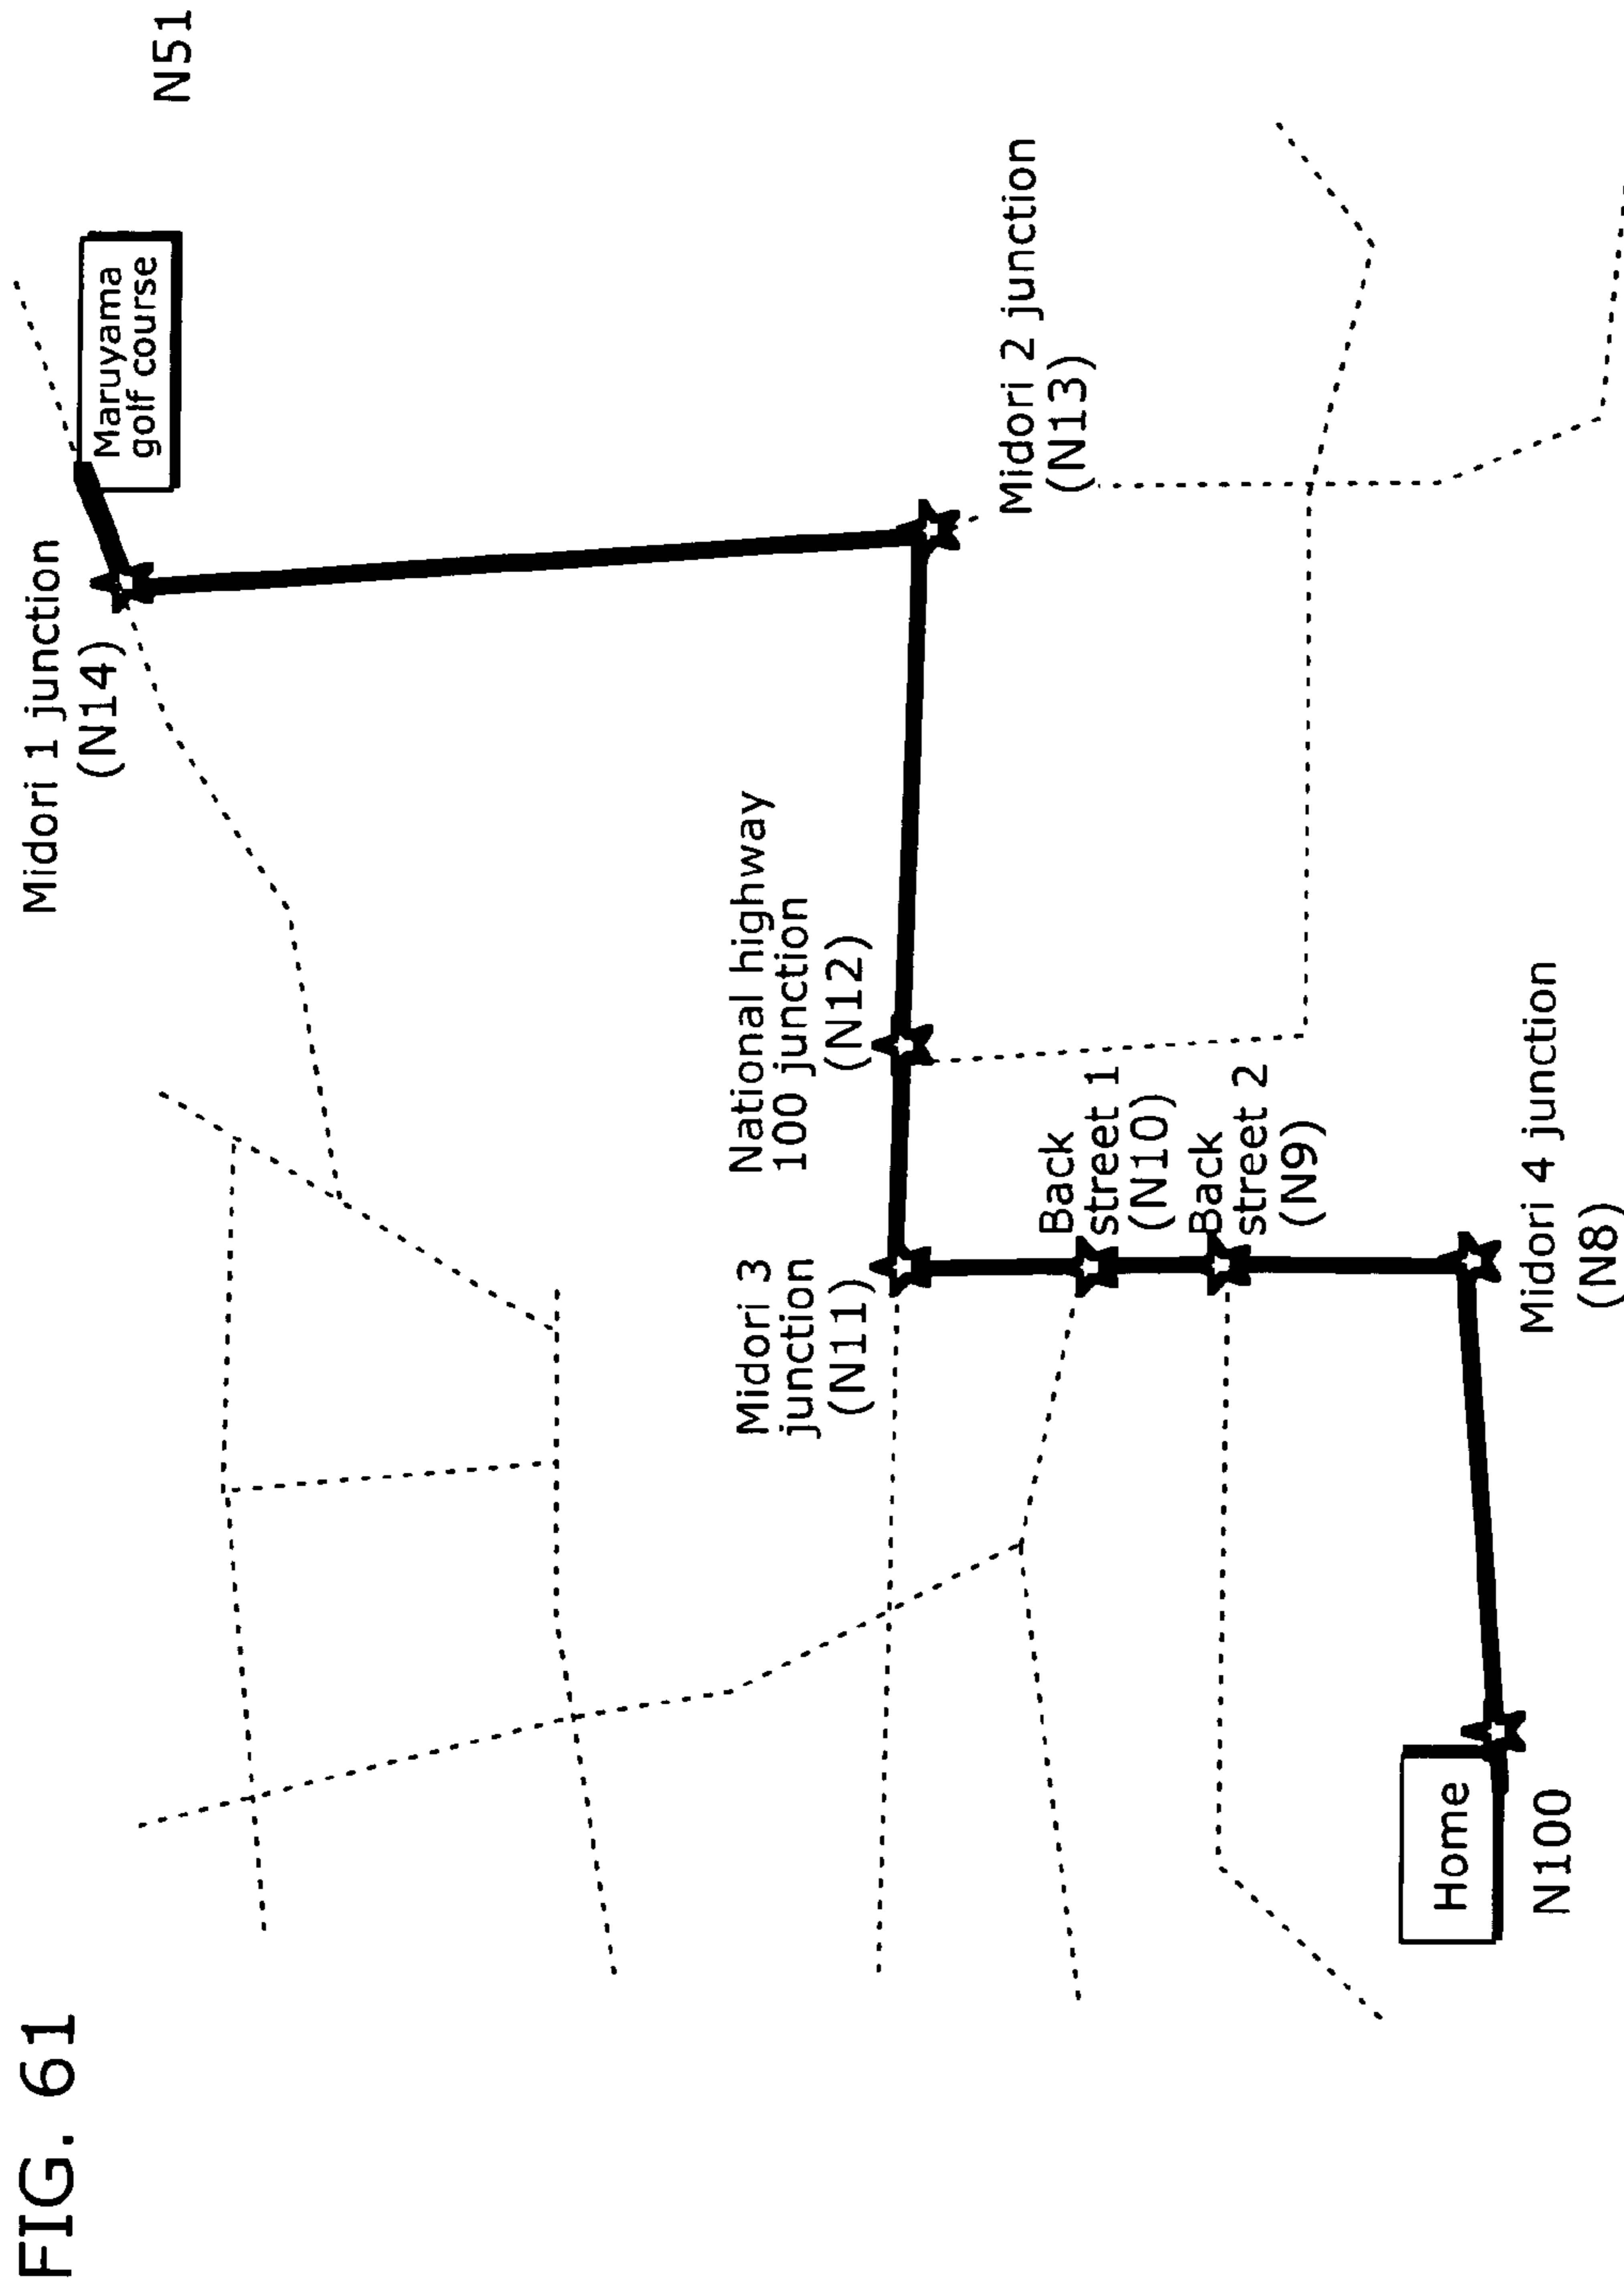 FIG. 61
Midori 1 junction
(N14)
Maruyama
golf course
N51
National highway
100 junction
(N12)
Midori 3
junction
(N11)
Midori 2 junction
(N13)
Back
street 1
(N10)
Back
street 2
(N9)
Home
N100
Midori 4 junction
(N8)